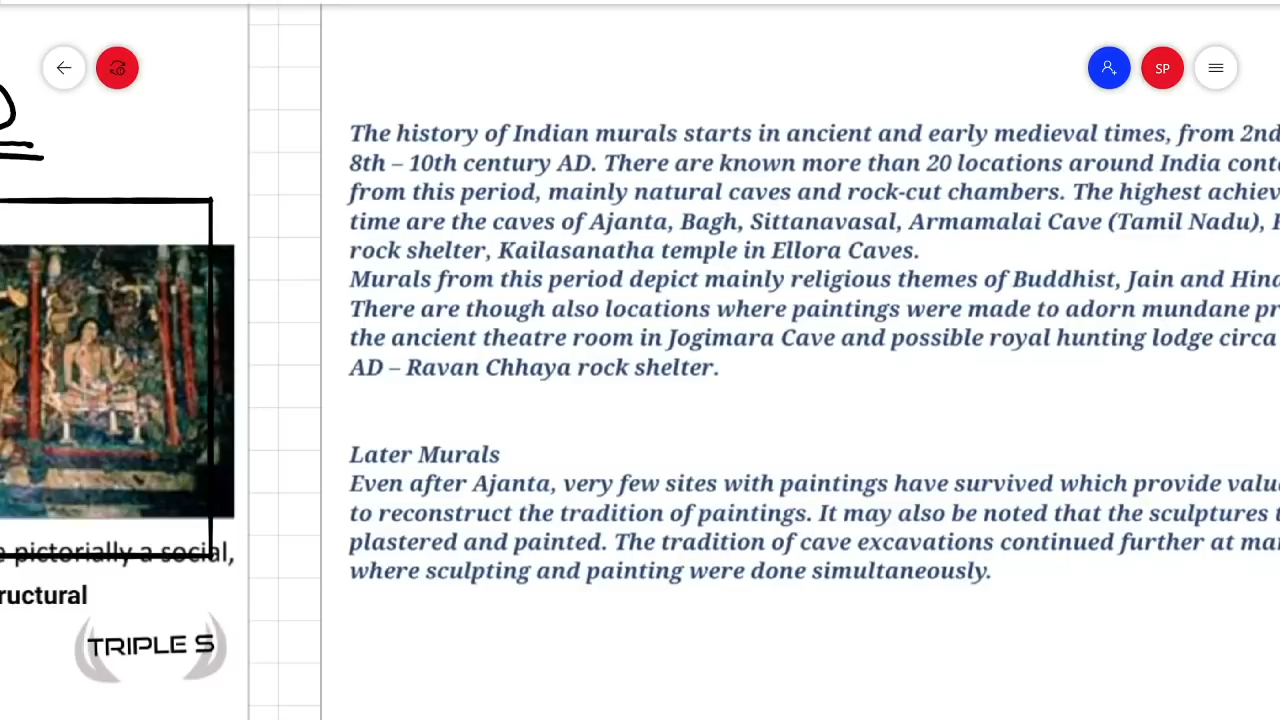 SP
The history of Indian murals starts in ancient and early medieval times, from 2nd
8th – 10th century AD. There are known more than 20 locations around India
from this period, mainly natural caves and rock-cut chambers. The highest
time are the caves of Ajanta, Bagh, Sittanavasal, Armamalai Cave (Tamil Nadu),
rock shelter, Kailasanatha temple in Ellora Caves.
Murals from this period depict mainly religious themes of Buddhist, Jain and
There are though also locations where paintings were made to adorn mundane
the ancient theatre room in Jogimara Cave and possible royal hunting lodge circa
AD – Ravan Chhaya rock shelter.
Later Murals
Even after Ajanta, very few sites with paintings have survived which provide
to reconstruct the tradition of paintings. It may also be noted that the sculptures
plastered and painted. The tradition of cave excavations continued further at
where sculpting and painting were done simultaneously.
pictorially a social,
ructural
TRIPLE S